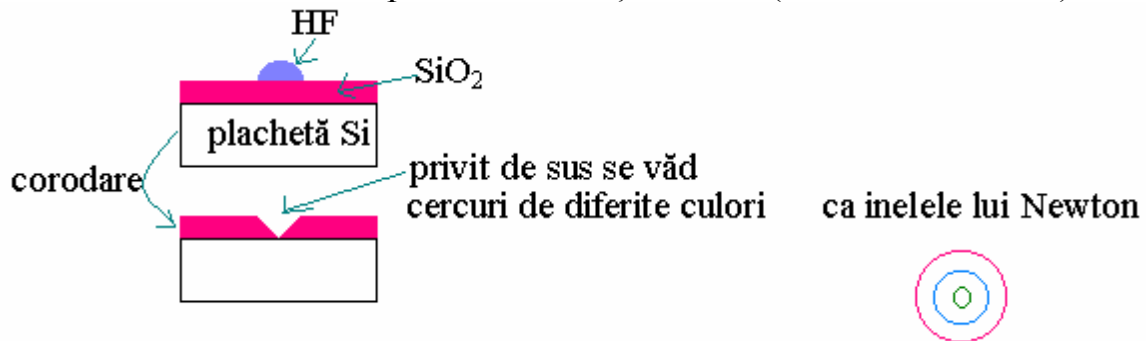 HF
SiO₂
plachetă Si
corodare
privit de sus se văd
cercuri de diferite culori
ca inelele lui Newton